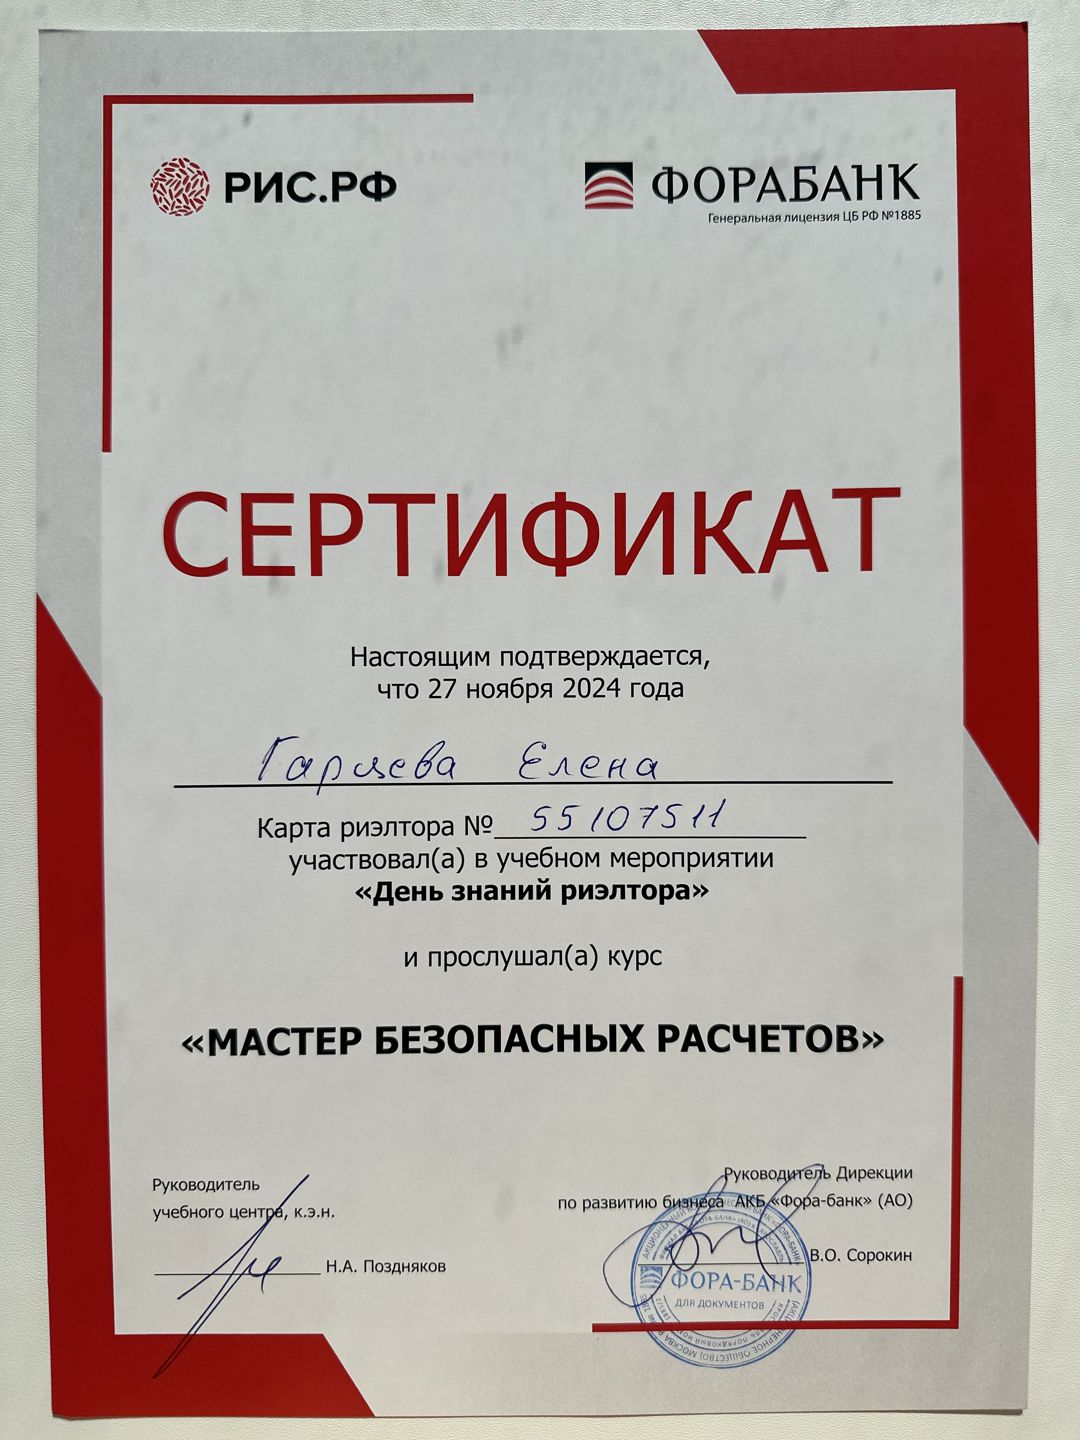 РИС.РФ
ФОРАБАНК
Генеральная лицензия ЦБ РФ №1885
СЕРТИФИКАТ
Настоящим подтверждается,
что 27 ноября 2024 года
Гарцева Елена
Карта риэлтора № 55107511
участвовал(а) в учебном мероприятии
«День знаний риэлтора»
и прослушал(а) курс
«МАСТЕР БЕЗОПАСНЫХ РАСЧЕТОВ»
Руководитель
учебного центра, к.э.н.
Н.А. Поздняков
Руководитель Дирекции
по развитию бизнеса АКБ «Фора-банк» (АО)
В.О. Сорокин
ФОРА-БАНК
ДЛЯ ДОКУМЕНТОВ